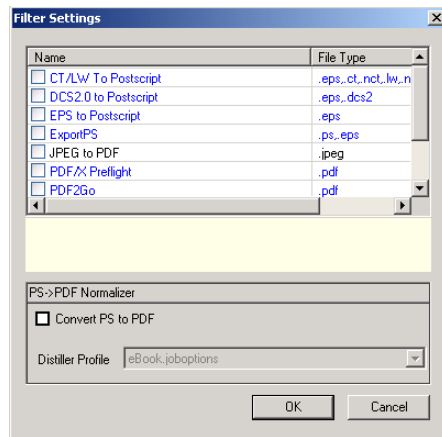 Filter Settings
Name File Type
CT/LW To Postscript .eps,.ct,.nct,.lw,.n
DCS2.0 to Postscript .eps,.dcs2
EPS to Postscript .eps
ExportPS .ps,.eps
JPEG to PDF .jpeg
PDF/X Preflight .pdf
PDF2Go .pdf
PS->PDF Normalizer
Convert PS to PDF
Distiller Profile eBook.joboptions
OK Cancel